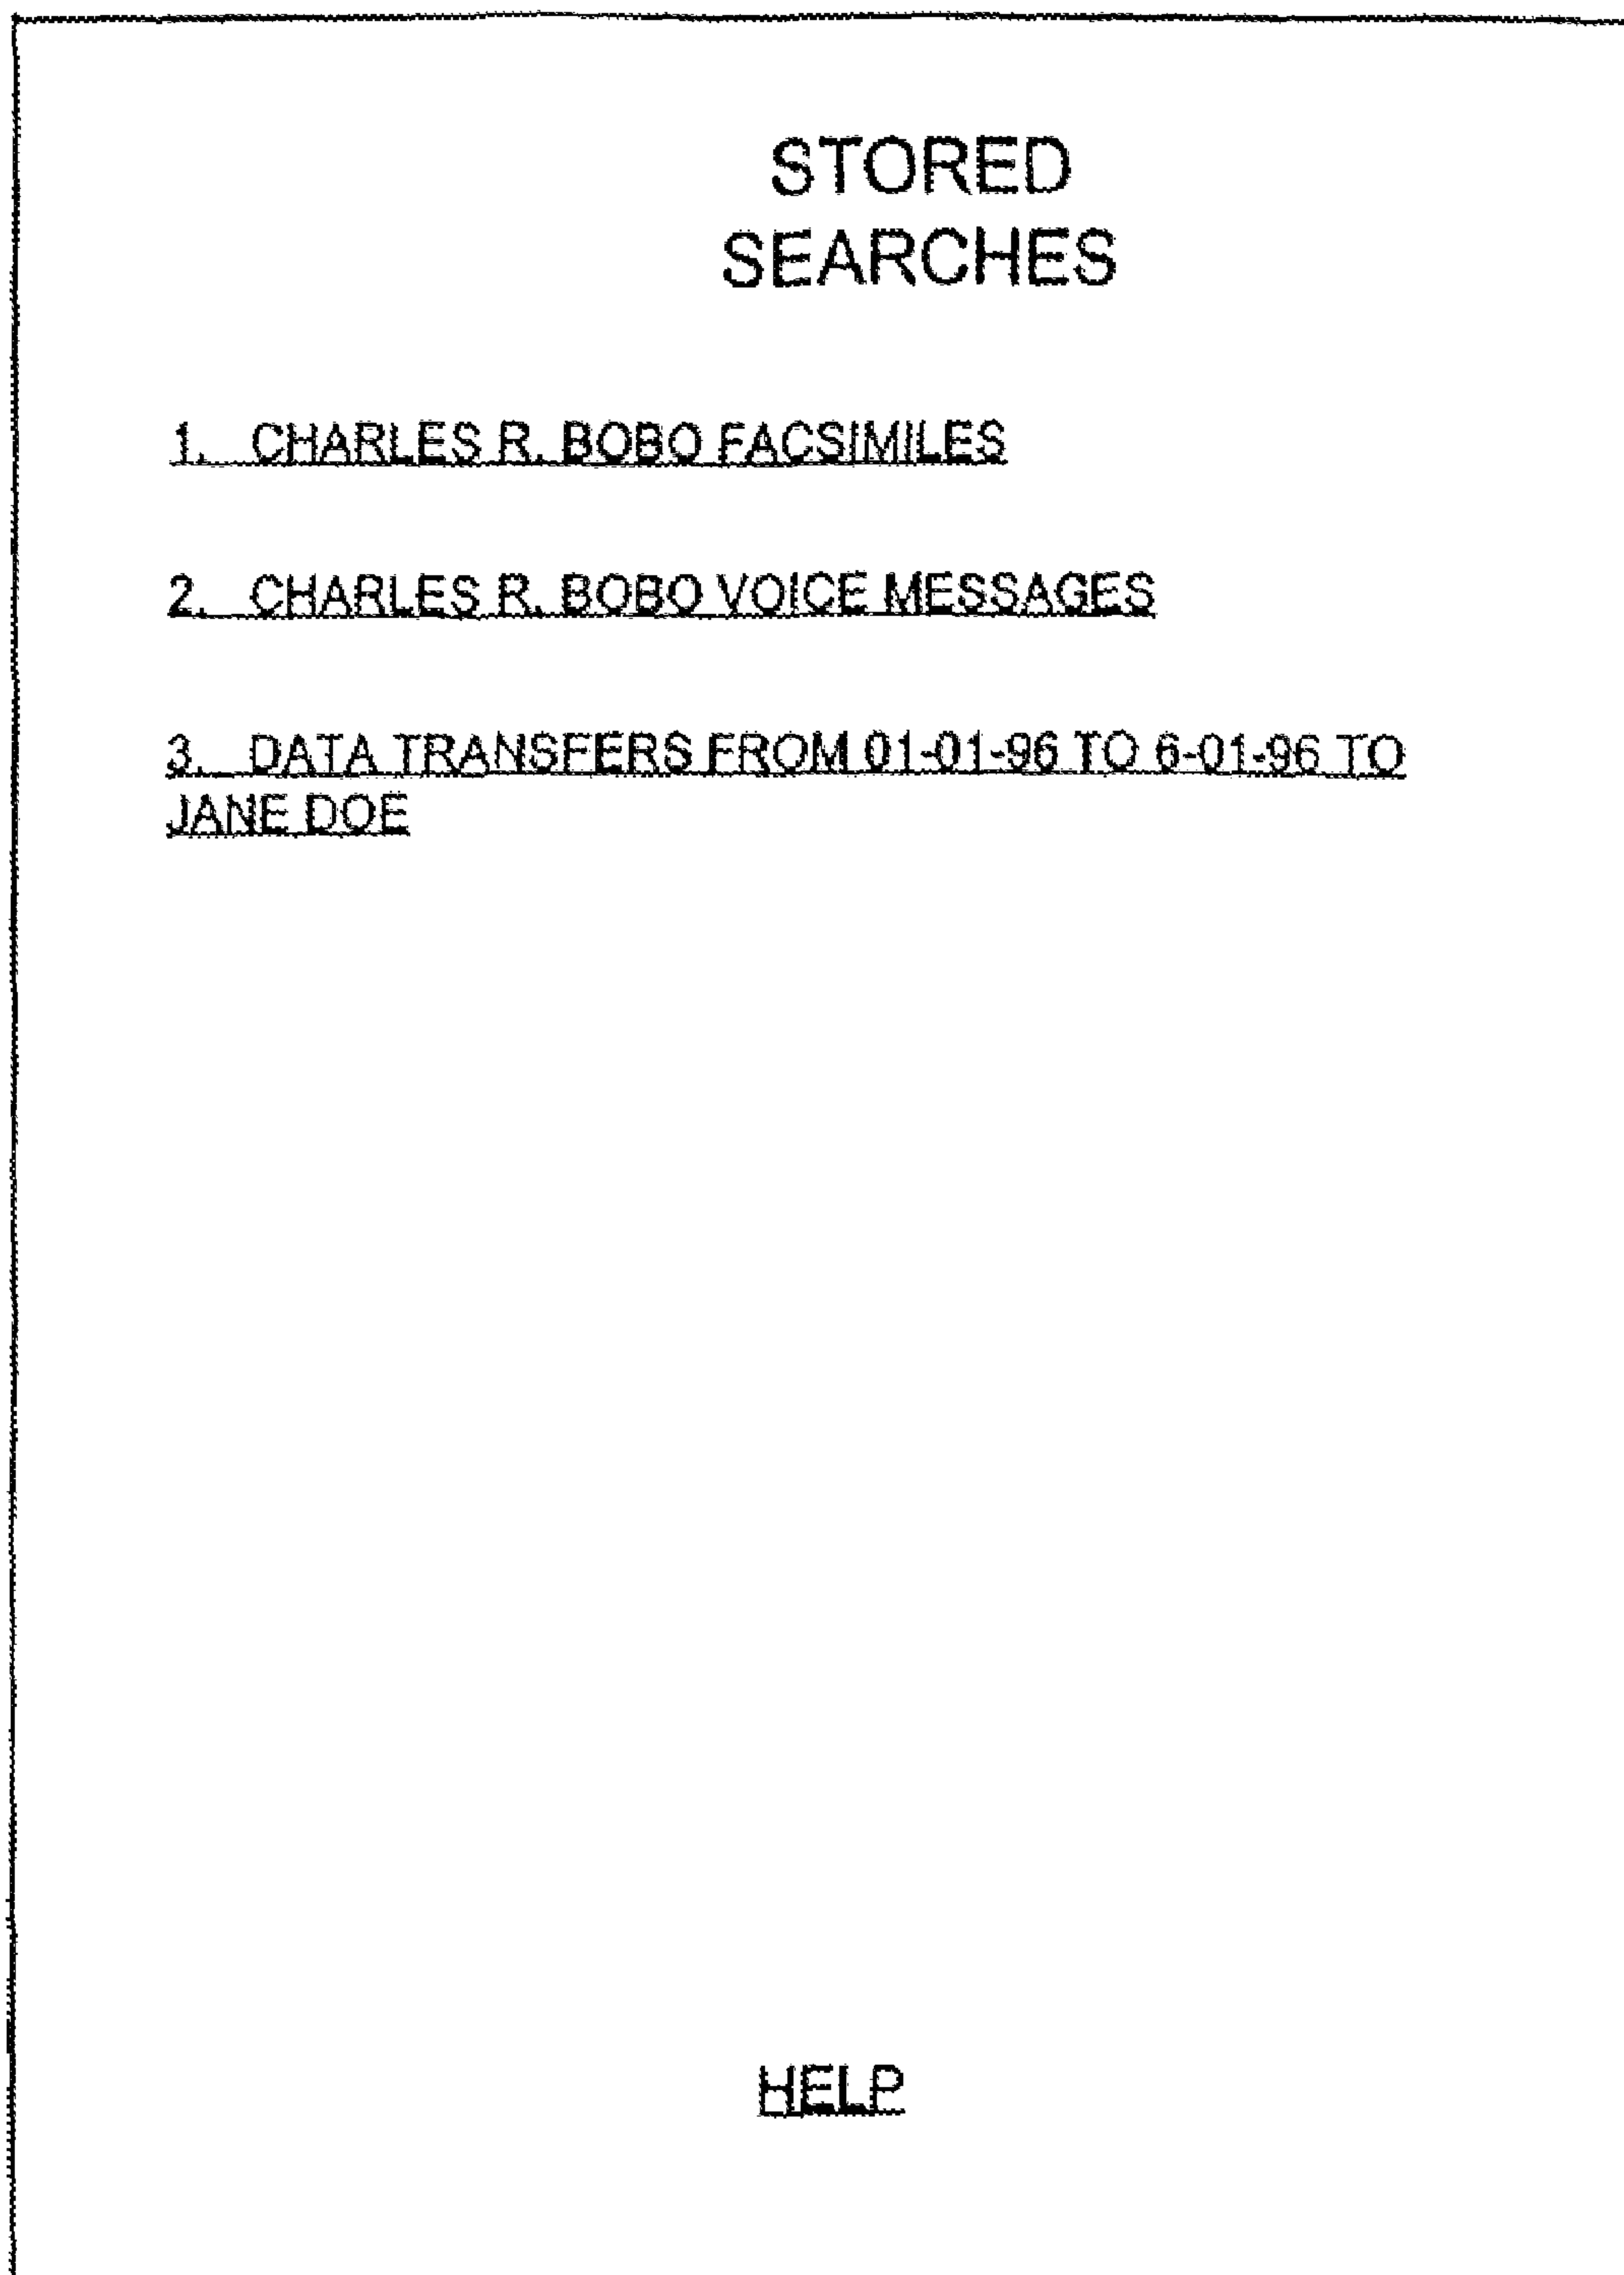 STORED
SEARCHES
1. CHARLES R. BOBO FACSIMILES
2. CHARLES R. BOBO VOICE MESSAGES
3. DATA TRANSFERS FROM 01-01-96 TO 6-01-96 TO
JANE DOE
HELP